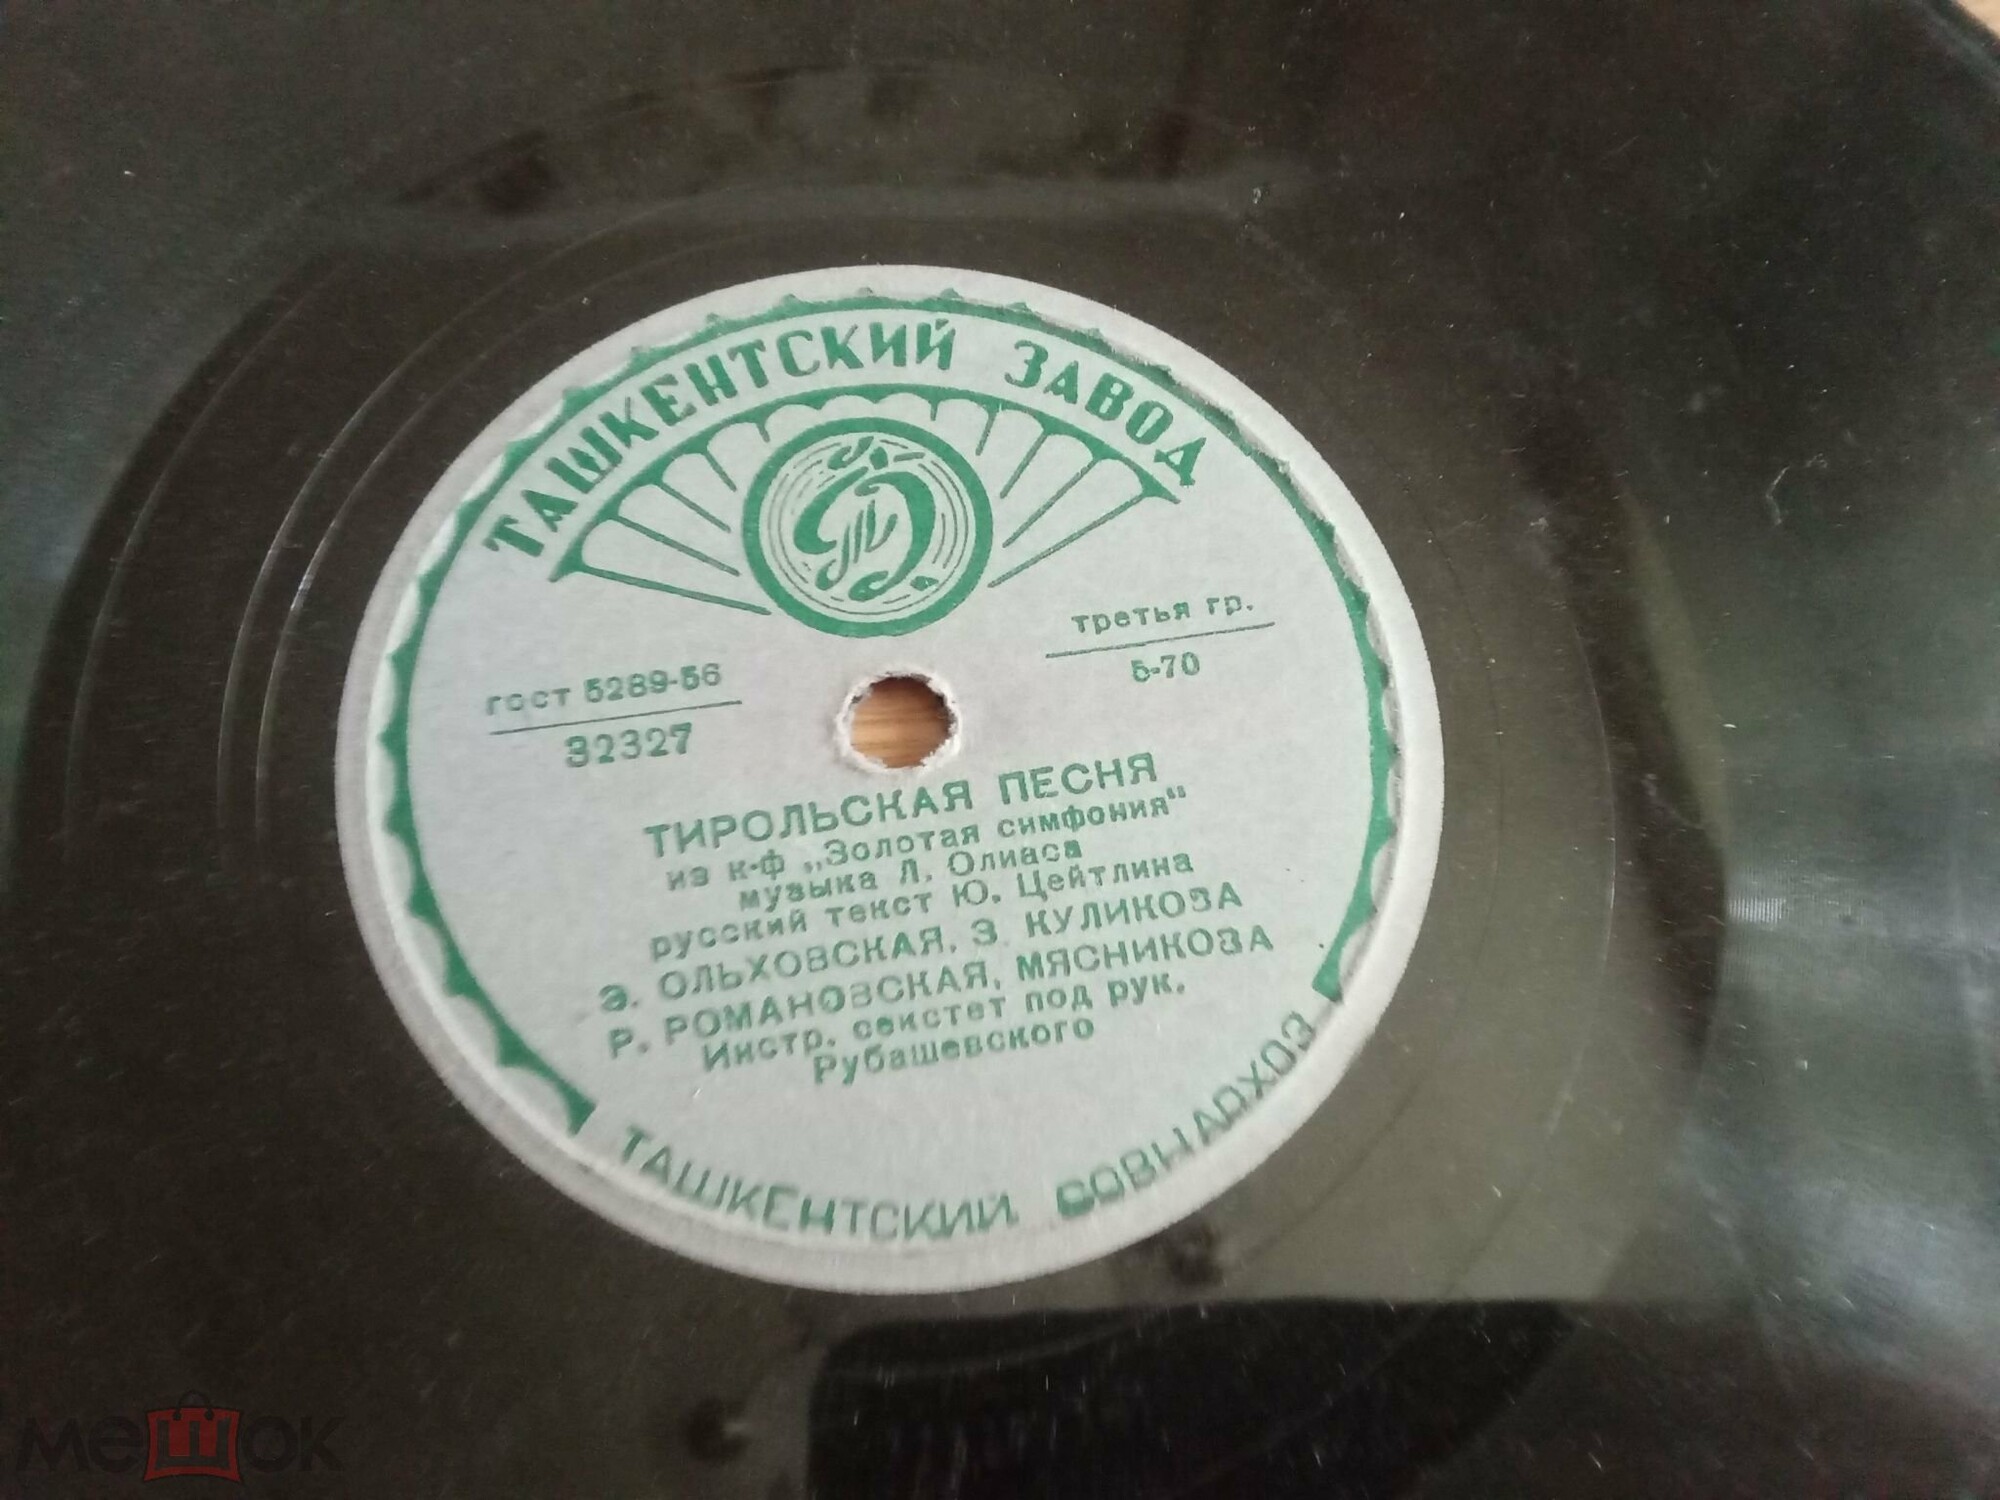 ТАШКЕНТСКИЙ ЗАВОД
гост 5289-56
32327
третья гр.
5-70
ТИРОЛЬСКАЯ ПЕСНЯ
из к-ф „Золотая симфония"
музыка Л. Олиаса
русский текст Ю. Цейтлина
Э. ОЛЬХОВСКАЯ, З. КУЛИКОВА
Р. РОМАНОВСКАЯ, МЯСНИКОВА
Инстр. секстет под рук.
Рубашевского
ТАШКЕНТСКИЙ СОВНАРХОЗ
мешок